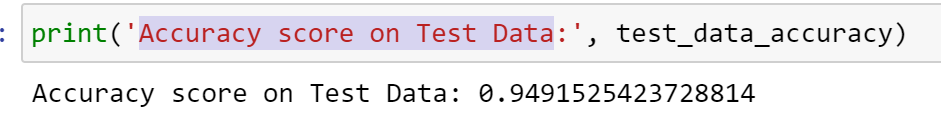 : print('Accuracy score on Test Data:', test_data_accuracy)
Accuracy score on Test Data: 0.9491525423728814